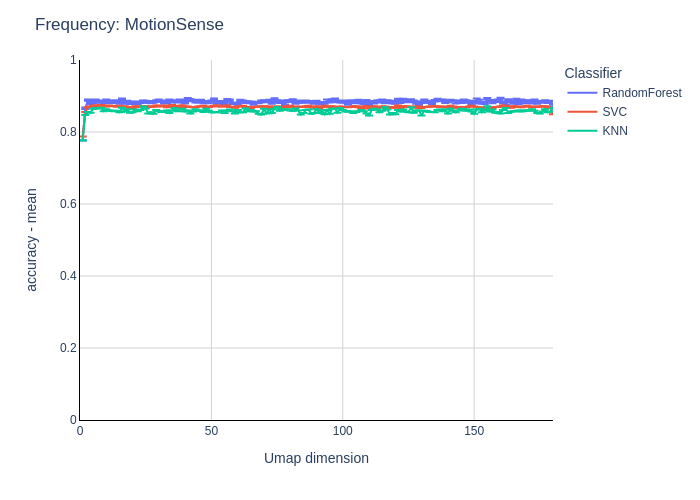 Frequency: MotionSense
Classifier
RandomForest
SVC
KNN
accuracy - mean
1
0.8
0.6
0.4
0.2
0
0
50
100
150
Umap dimension